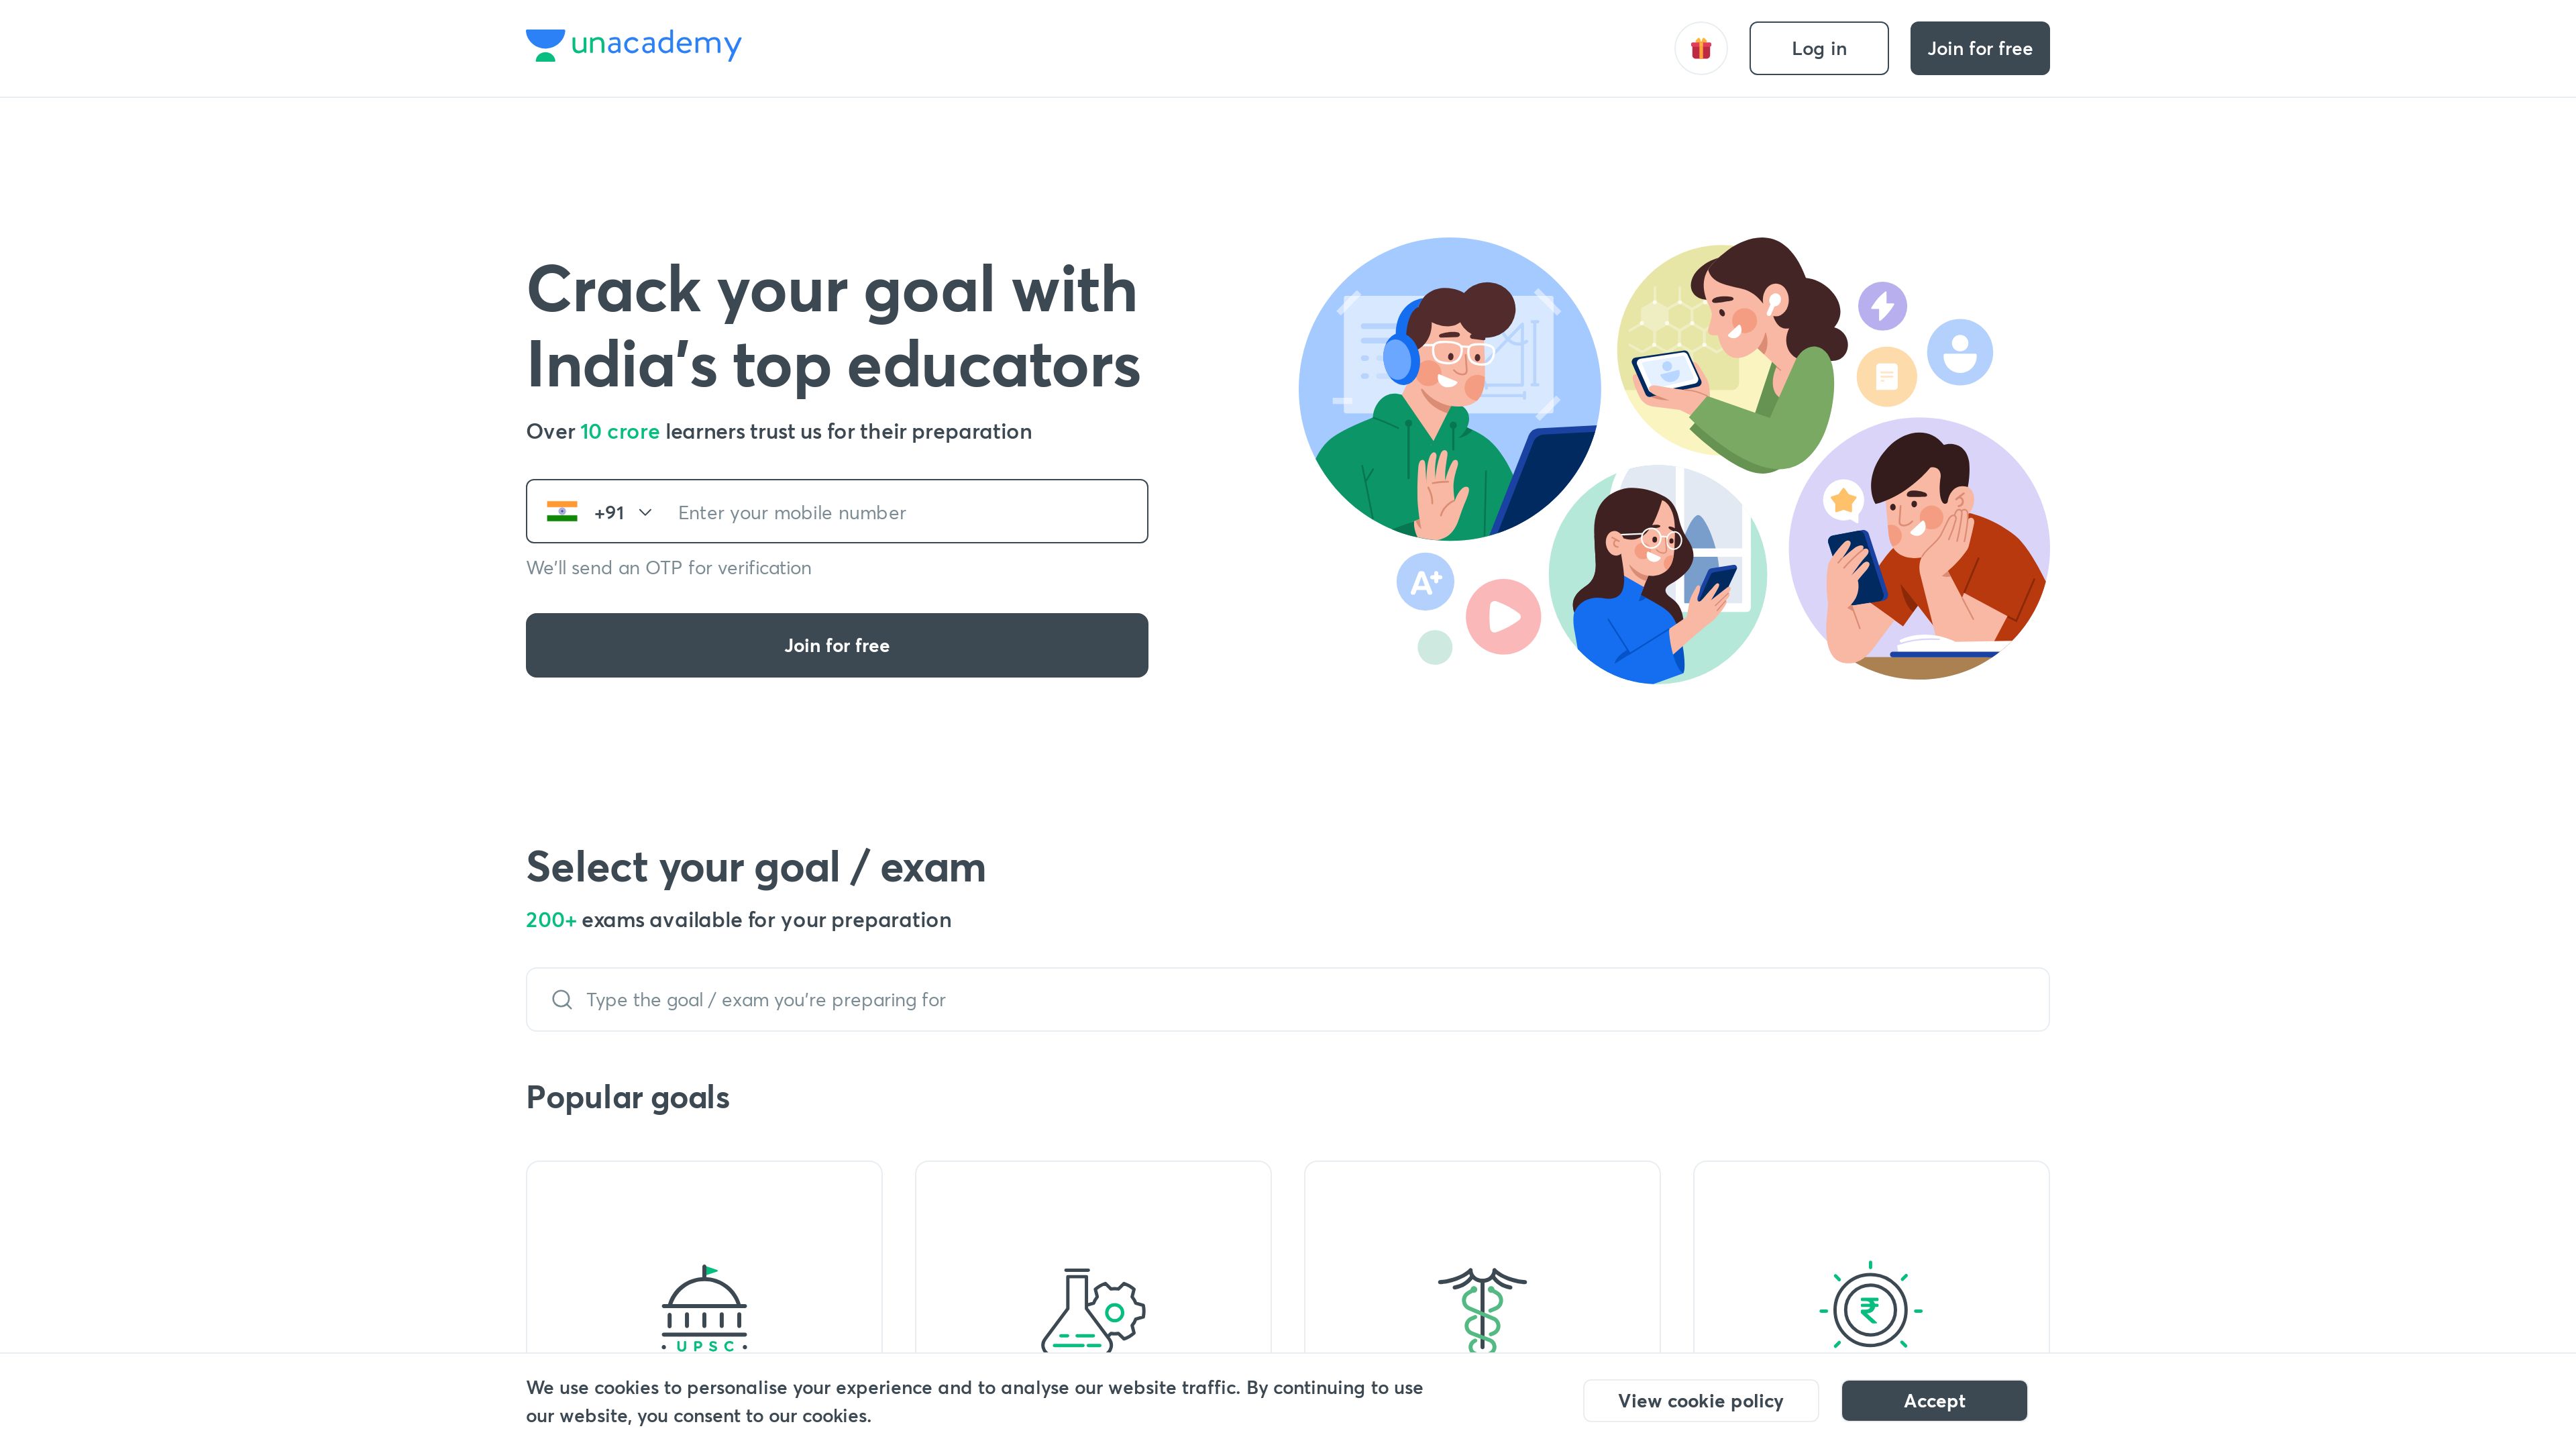 unacademy
Log in
Join for free
Crack your goal with
India's top educators
Over 10 crore learners trust us for their preparation
+91
Enter your mobile number
We'll send an OTP for verification
Join for free
A+
Select your goal / exam
200+ exams available for your preparation
Type the goal / exam you're preparing for
Popular goals
UPSC
₹
We use cookies to personalise your experience and to analyse our website traffic. By continuing to use
our website, you consent to our cookies.
View cookie policy
Accept